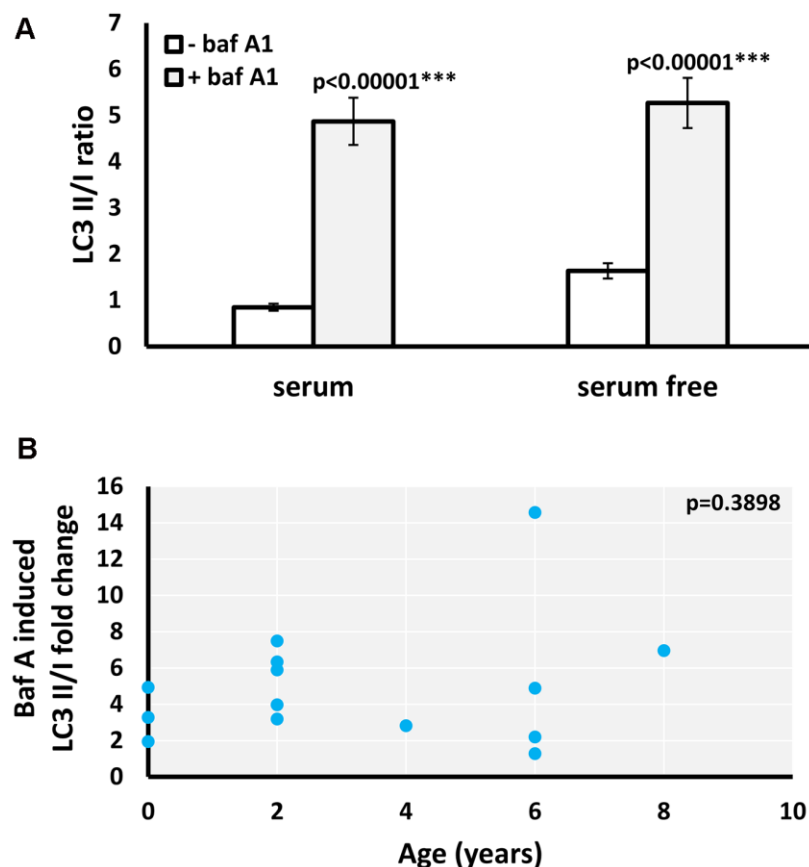 A
7
6
5
4
3
2
1
0
LC3 II/I ratio
- baf A1
+ baf A1
p<0.00001***
p<0.00001***
serum
serum free
B
16
14
12
10
8
6
4
2
0
Baf A induced
LC3 II/I fold change
p=0.3898
0 2 4 6 8 10
Age (years)